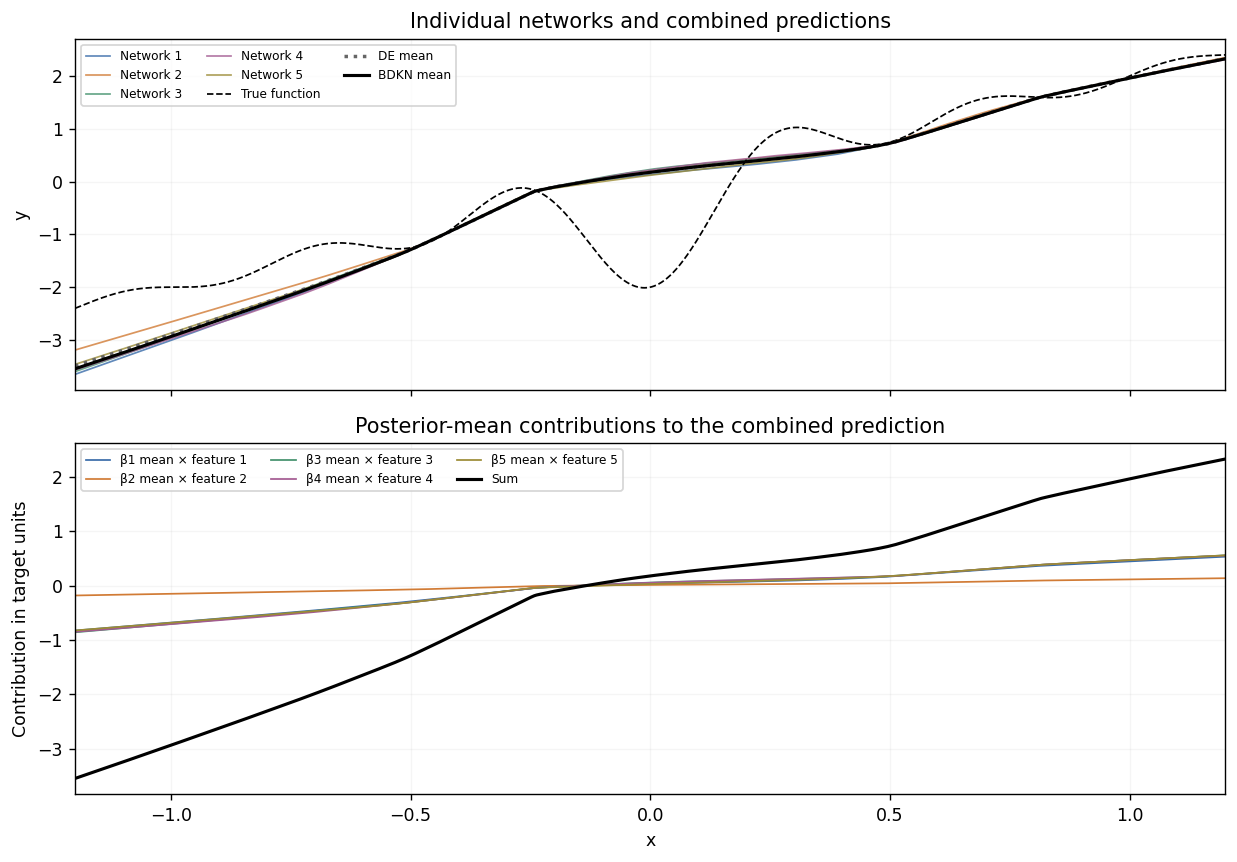 Individual networks and combined predictions
Network 1 Network 4 DE mean
Network 2 Network 5 BDKN mean
Network 3 True function
2
1
0
−1
−2
−3
y
Posterior-mean contributions to the combined prediction
β1 mean × feature 1 β3 mean × feature 3 β5 mean × feature 5
β2 mean × feature 2 β4 mean × feature 4 Sum
2
1
0
−1
−2
−3
Contribution in target units
−1.0 −0.5 0.0 0.5 1.0
x